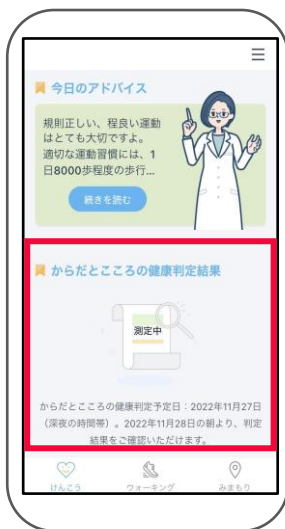 今日のアドバイス
規則正しい、程良い運動
はとても大切ですよ。
適切な運動習慣には、1
日8000歩程度の歩行...
続きを読む
からだとこころの健康判定結果
測定中
からだとこころの健康判定予定日：2022年11月27日
（深夜の時間帯）。2022年11月28日の朝より、判定
結果をご確認いただけます。
けんこう
ウォーキング
みまもり